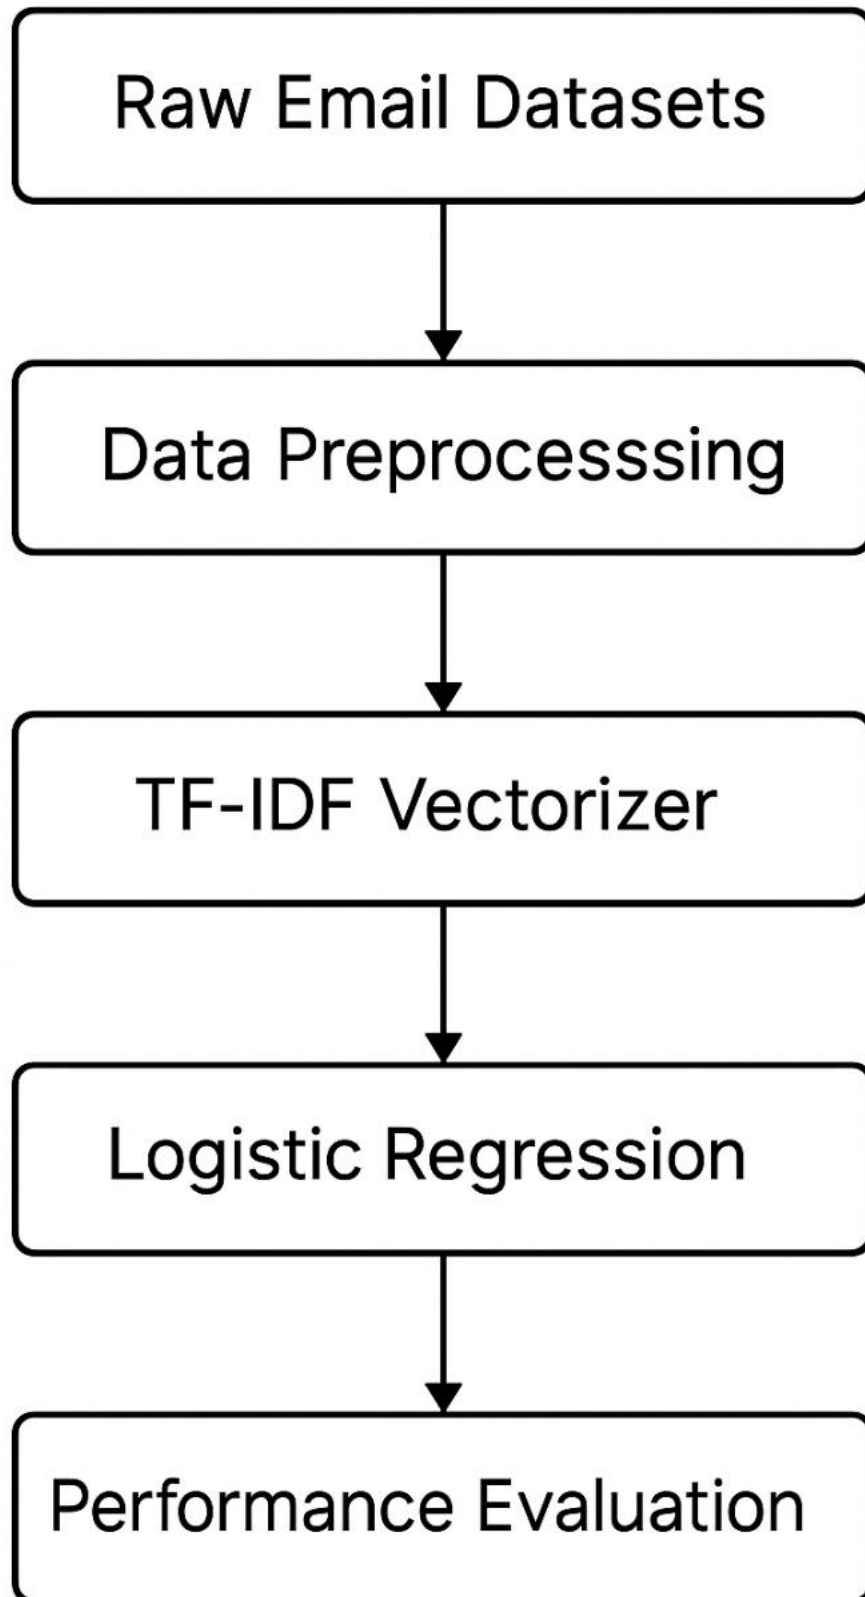 Raw Email Datasets
Data Preprocesssing
TF-IDF Vectorizer
Logistic Regression
Performance Evaluation